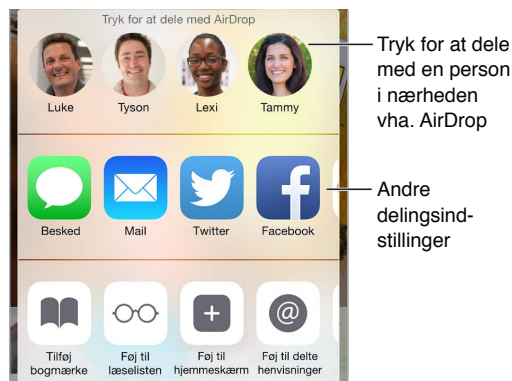 Tryk for at dele med AirDrop
Luke Tyson Lexi Tammy
Tryk for at dele
med en person
i nærheden
vha. AirDrop
Besked Mail Twitter Facebook
Andre
delingsind-
stillinger
Tilføj
bogmærke
Føj til
læselisten
Føj til
hjemmeskærm
Føj til delte
henvisninger